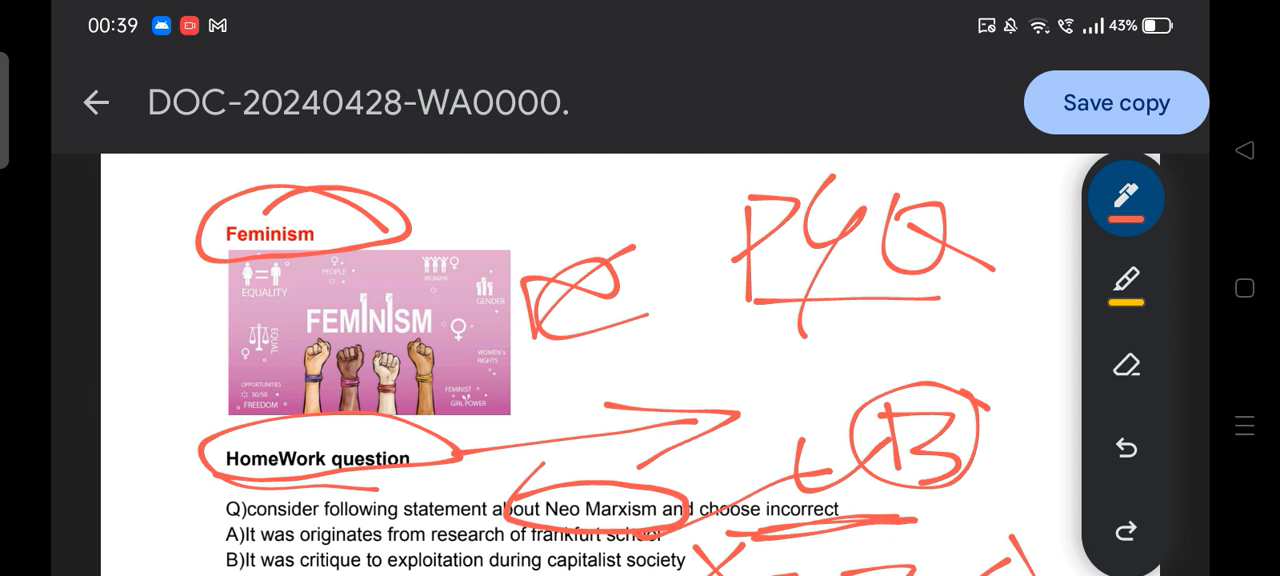 00:39
43%
DOC-20240428-WA0000.
Save copy
Feminism
PYQ
EQUALITY
PEOPLE
WOMAN
GENDER
FEMINISM
EQUAL
WOMEN's
RIGHTS
OPPORTUNITIES
50/50
FREEDOM
FEMINIST
GIRL POWER
B
HomeWork question
Q)consider following statement about Neo Marxism and choose incorrect
A)It was originates from research of frankfurt school
B)It was critique to exploitation during capitalist society